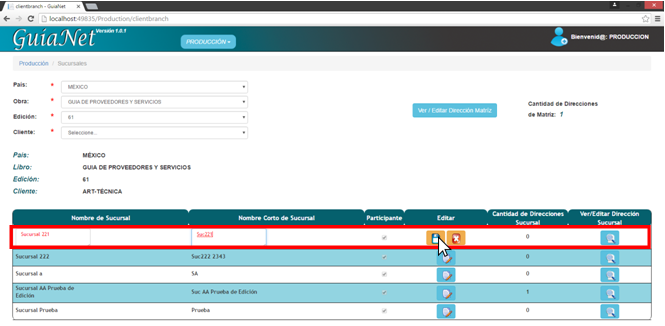 clientbranch - GuiaNet
localhost:49835/Production/clientbranch
GuíaNet Versión 1.0.1
PRODUCCIÓN
Bienvenid@: PRODUCCION
Producción / Sucursales
País: * MÉXICO
Obra: * GUIA DE PROVEEDORES Y SERVICIOS
Edición: * 61
Cliente: * Seleccione...
Ver / Editar Dirección Matriz
Cantidad de Direcciones
de Matriz: 1
País: MÉXICO
Libro: GUIA DE PROVEEDORES Y SERVICIOS
Edición: 61
Cliente: ART-TÉCNICA
Nombre de Sucursal Nombre Corto de Sucursal Participante Editar Cantidad de Direcciones Sucursal Ver/Editar Dirección Sucursal
Sucursal 221 Suc221 0
Sucursal 222 Suc222 2343 0
Sucursal a SA 0
Sucursal AA Prueba de Edición Suc AA Prueba de Edición 1
Sucursal Prueba Prueba 0